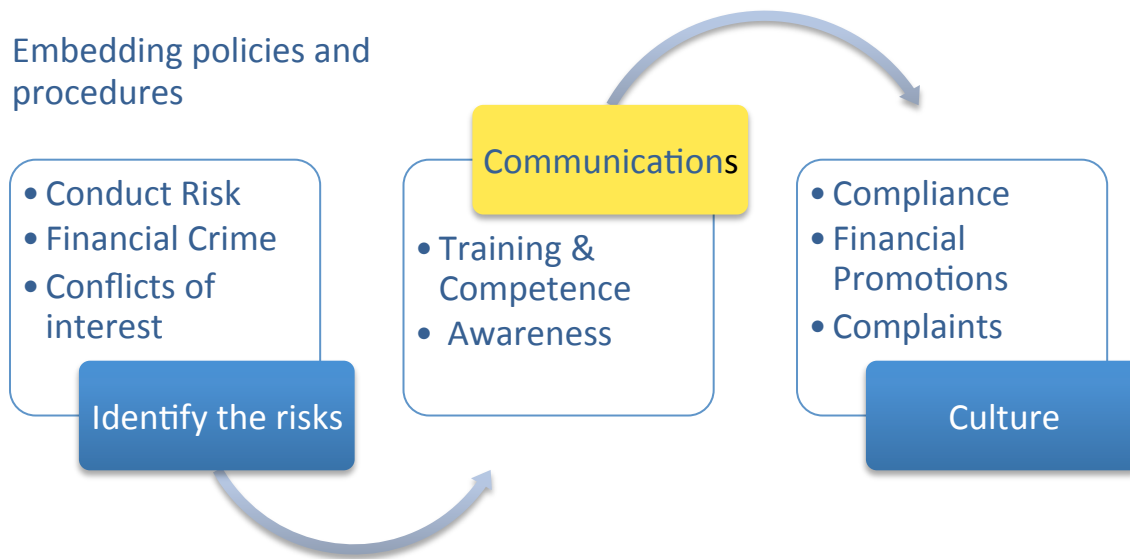 Embedding policies and
procedures
• Conduct Risk
• Financial Crime
• Conflicts of
interest
Identify the risks
Communications
• Training &
Competence
• Awareness
• Compliance
• Financial
Promotions
• Complaints
Culture